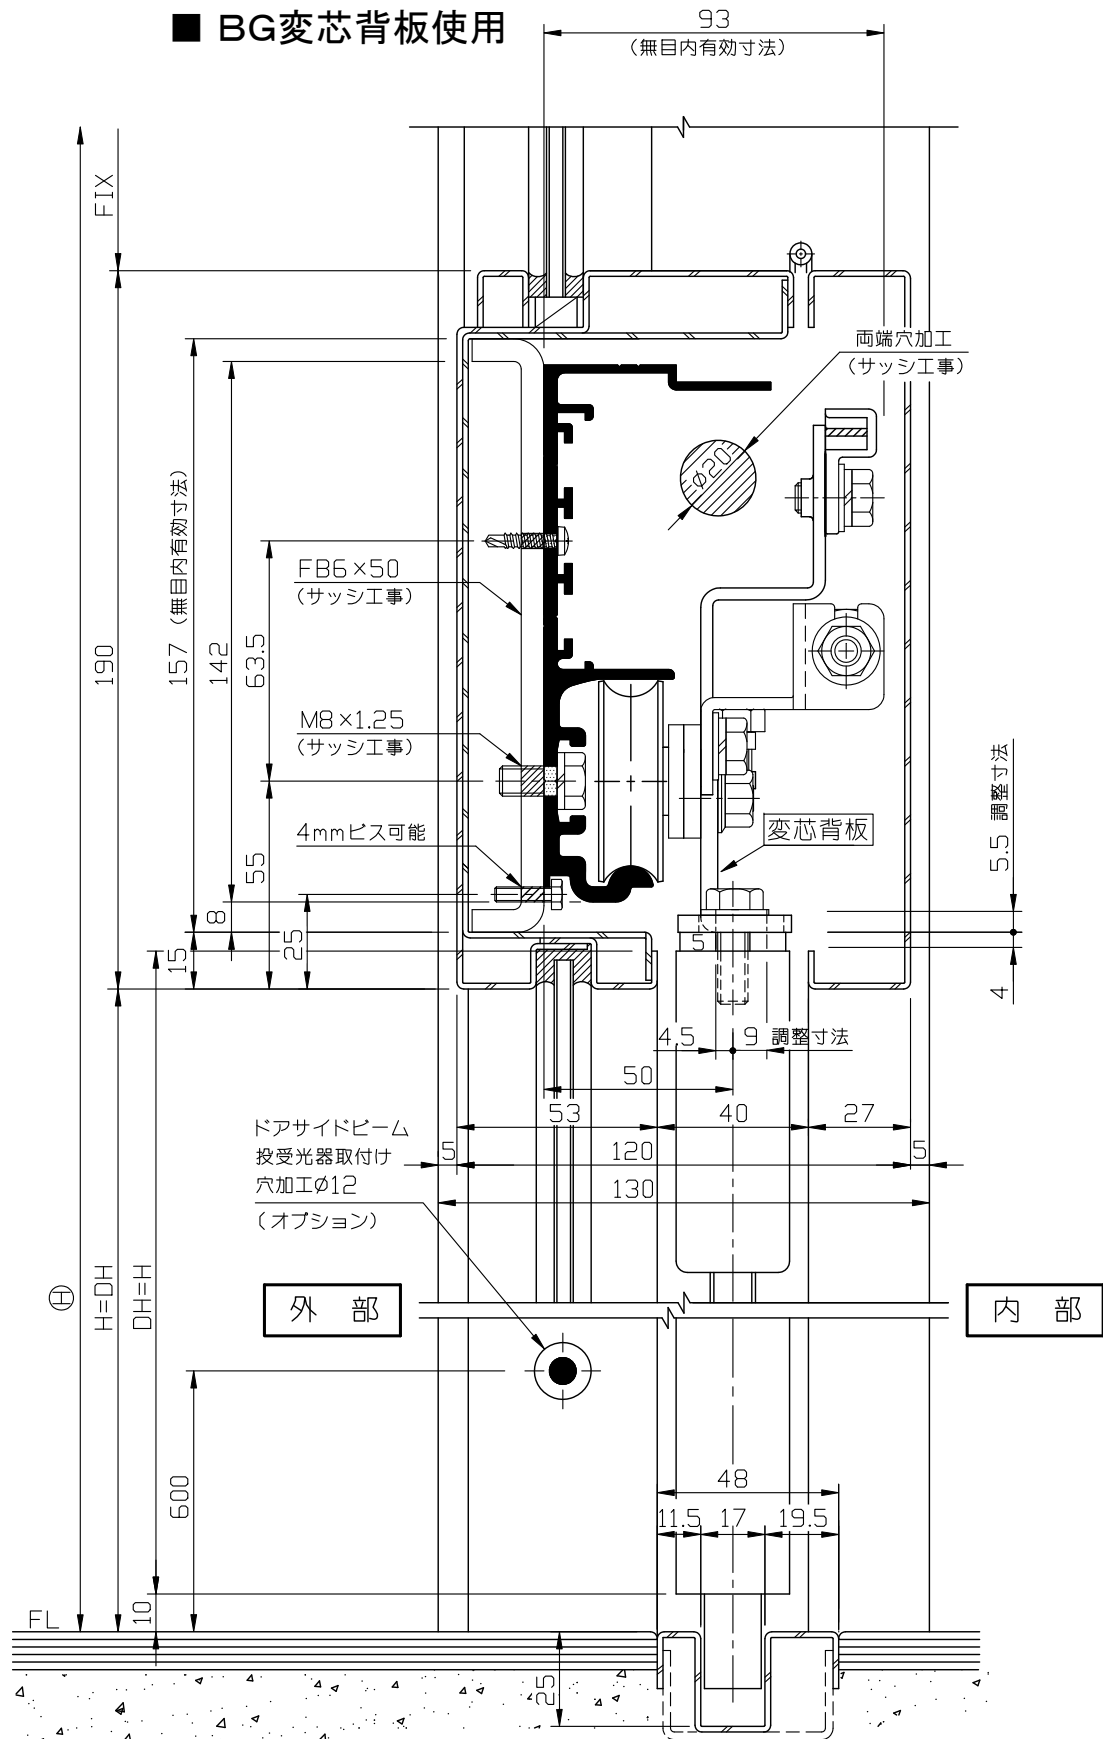 ■ BG変芯背板使用
93
(無目内有効寸法)
FIX
両端穴加工
(サッシ工事)
φ20
190
157 (無目内有効寸法)
142
63.5
FB6×50
(サッシ工事)
M8×1.25
(サッシ工事)
4mmビス可能
変芯背板
5.5 調整寸法
55
8
25
15
5
4
4.5
9 調整寸法
50
53
40
27
5
120
5
130
ドアサイドビーム
投受光器取付け
穴加工φ12
(オプション)
外 部
内 部
Ⓗ
H=DH
DH=H
600
48
11.5
17
19.5
10
FL
25